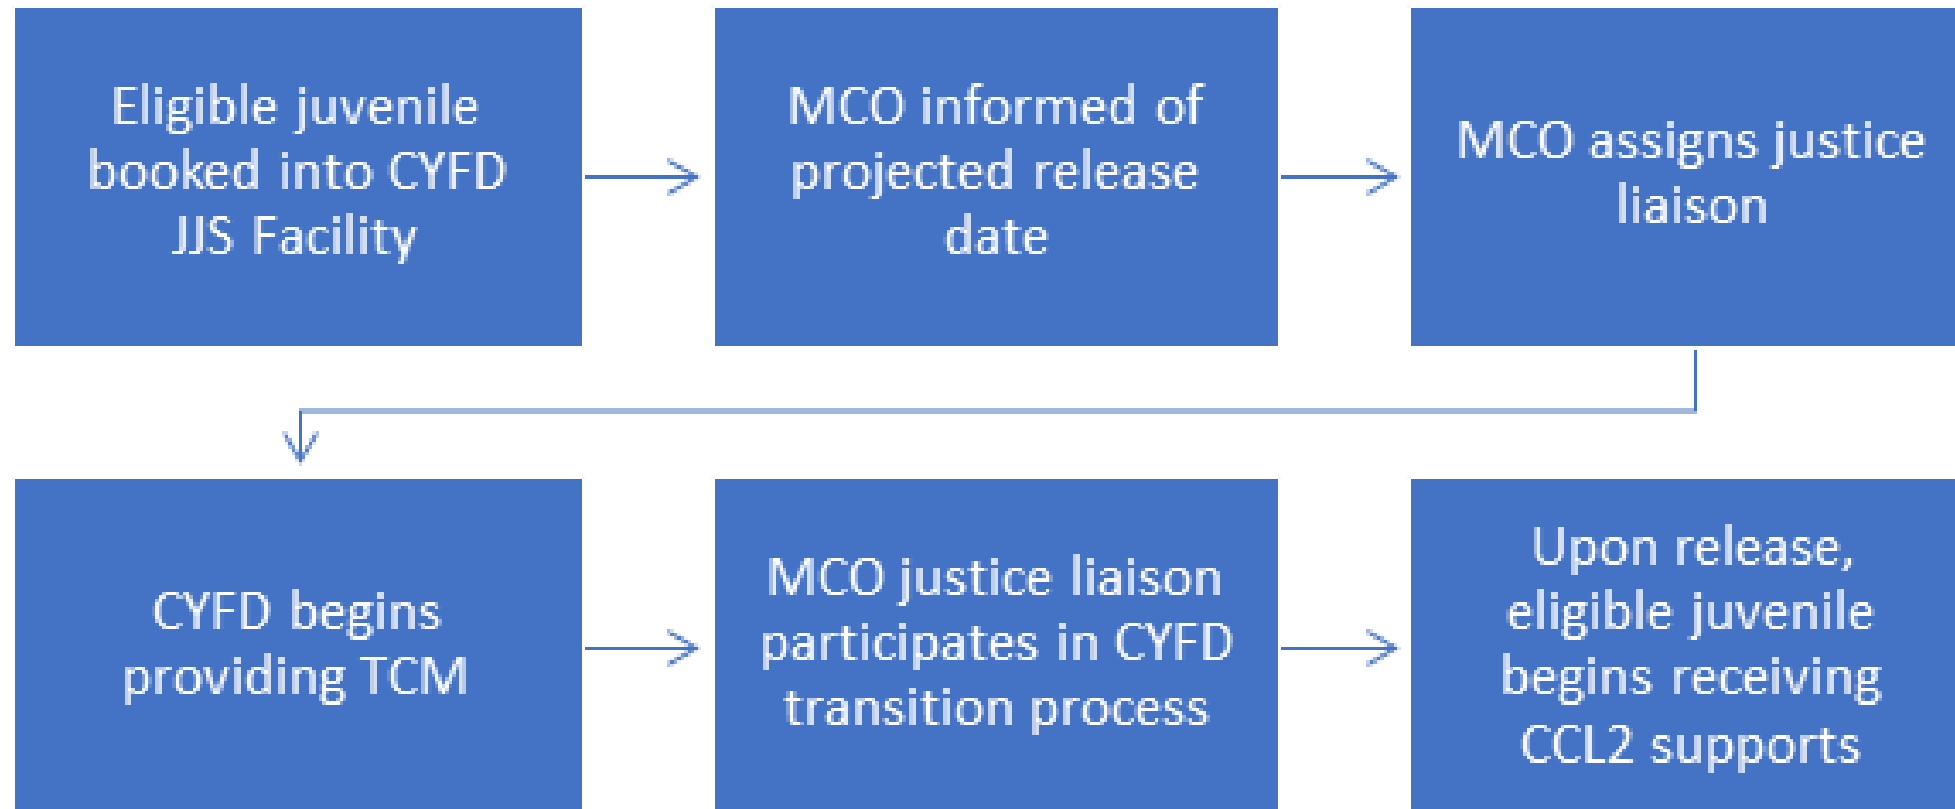 Eligible juvenile
booked into CYFD
JJS Facility
MCO informed of
projected release
date
MCO assigns justice
liaison
CYFD begins
providing TCM
MCO justice liaison
participates in CYFD
transition process
Upon release,
eligible juvenile
begins receiving
CCL2 supports